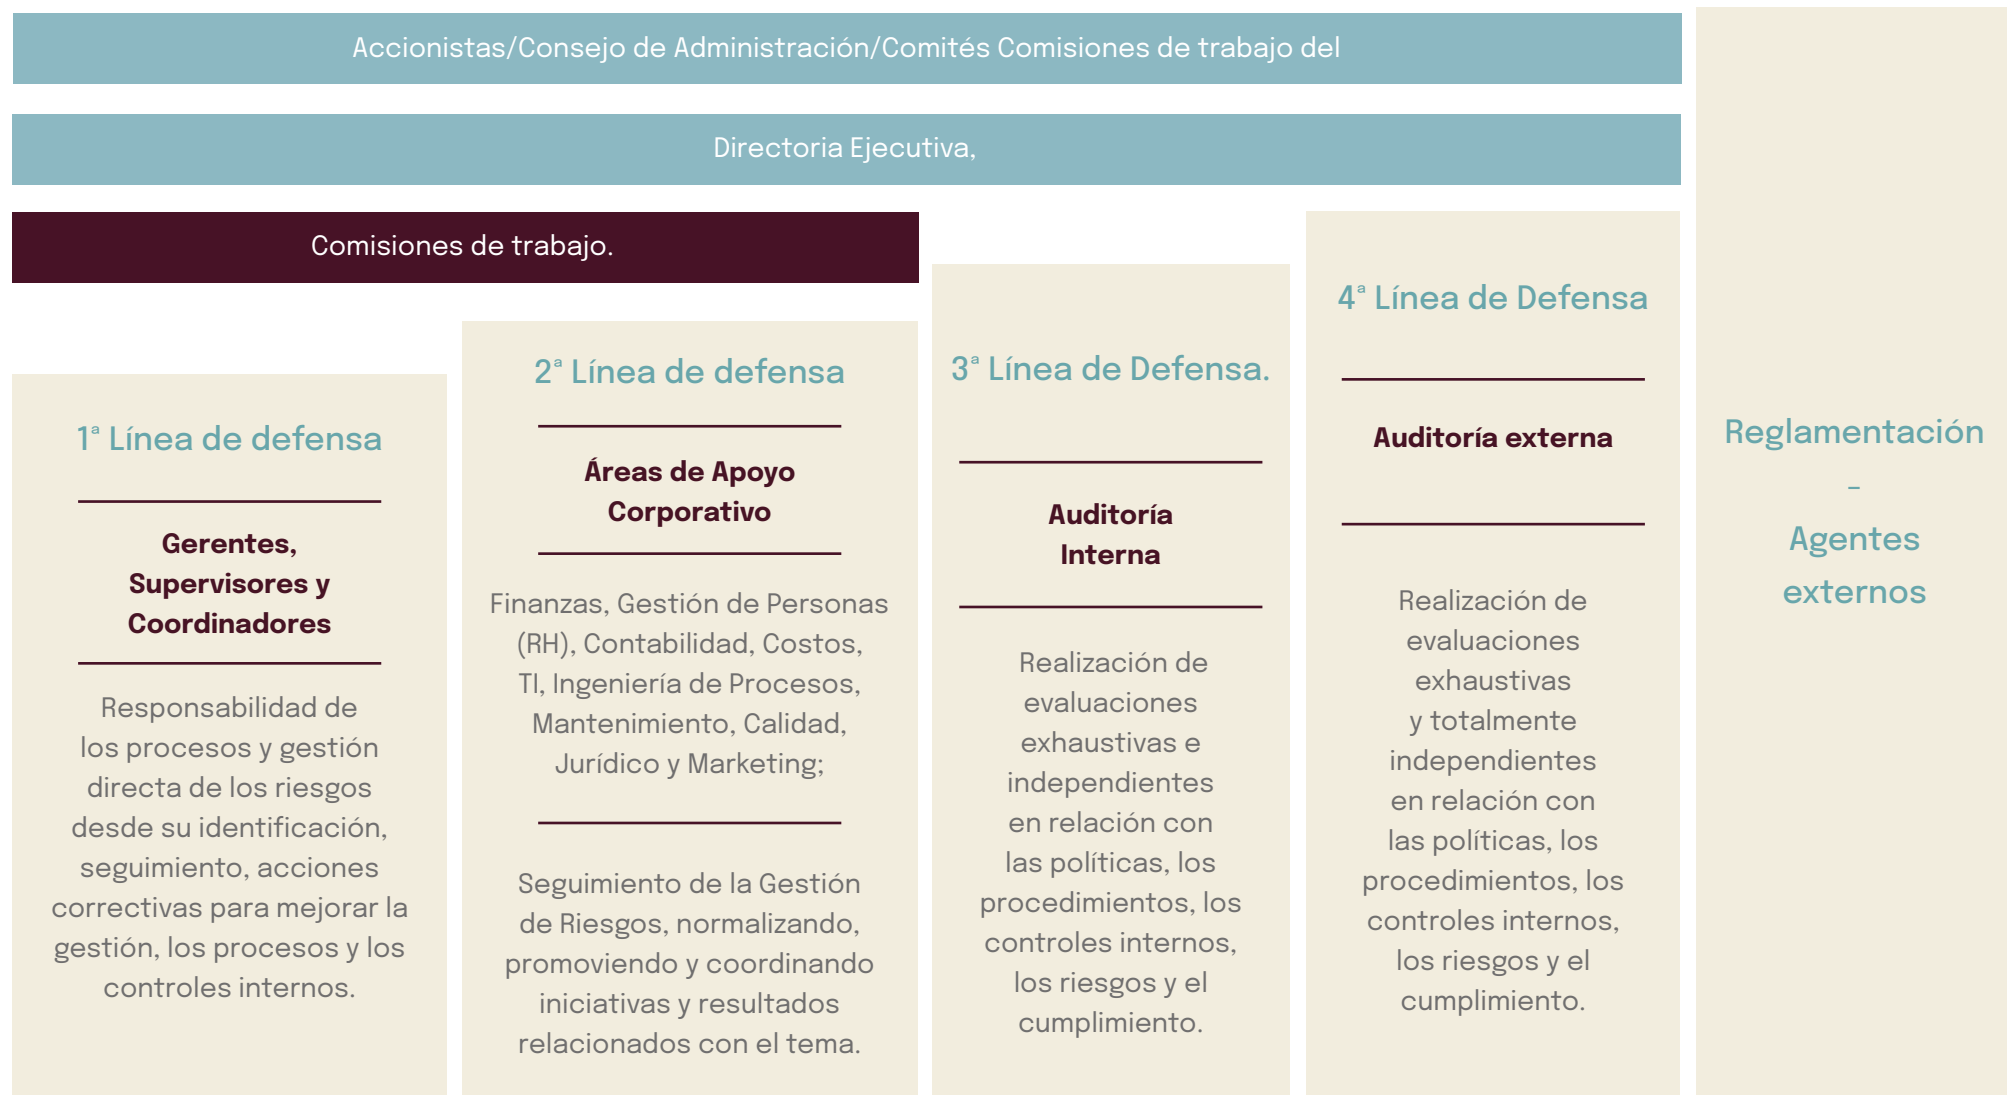 Accionistas/Consejo de Administración/Comités Comisiones de trabajo del
Directoria Ejecutiva,
Comisiones de trabajo.
1ª Línea de defensa
Gerentes,
Supervisores y
Coordinadores
Responsabilidad de
los procesos y gestión
directa de los riesgos
desde su identificación,
seguimiento, acciones
correctivas para mejorar la
gestión, los procesos y los
controles internos.
2ª Línea de defensa
Áreas de Apoyo
Corporativo
Finanzas, Gestión de Personas
(RH), Contabilidad, Costos,
TI, Ingeniería de Procesos,
Mantenimiento, Calidad,
Jurídico y Marketing;
Seguimiento de la Gestión
de Riesgos, normalizando,
promoviendo y coordinando
iniciativas y resultados
relacionados con el tema.
3ª Línea de Defensa.
Auditoría
Interna
Realización de
evaluaciones
exhaustivas e
independientes
en relación con
las políticas, los
procedimientos, los
controles internos,
los riesgos y el
cumplimiento.
4ª Línea de Defensa
Auditoría externa
Realización de
evaluaciones
exhaustivas
y totalmente
independientes
en relación con
las políticas, los
procedimientos, los
controles internos,
los riesgos y el
cumplimiento.
Reglamentación
–
Agentes
externos